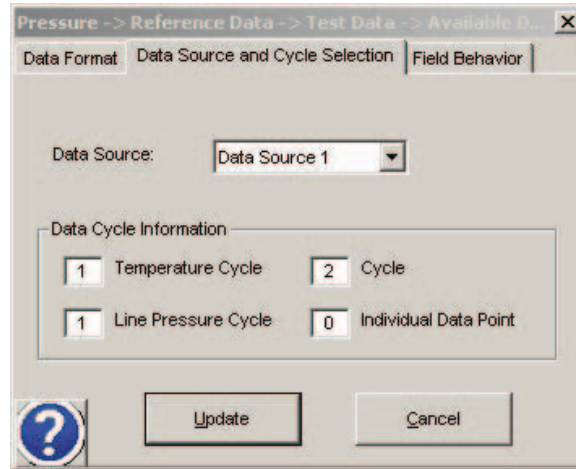 Pressure -> Reference Data -> Test Data -> Available D...
Data Format Data Source and Cycle Selection Field Behavior
Data Source: Data Source 1
Data Cycle Information
1 Temperature Cycle 2 Cycle
1 Line Pressure Cycle 0 Individual Data Point
? Update Cancel